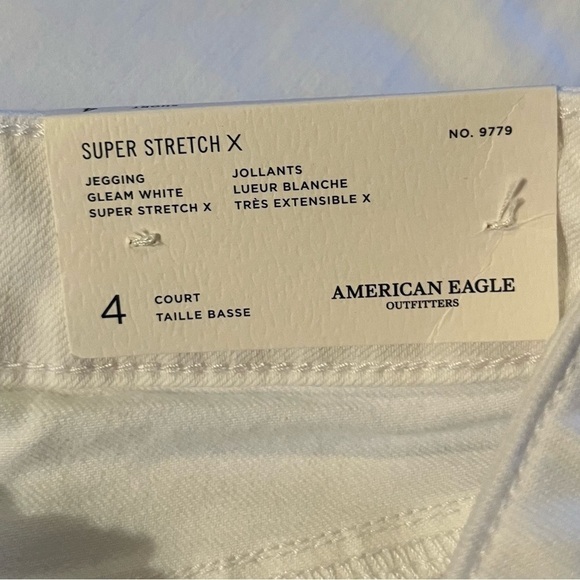 SUPER STRETCH X
NO. 9779
JEGGING
GLEAM WHITE
SUPER STRETCH X
JOLLANTS
LUEUR BLANCHE
TRÈS EXTENSIBLE X
4
COURT
TAILLE BASSE
AMERICAN EAGLE
OUTFITTERS